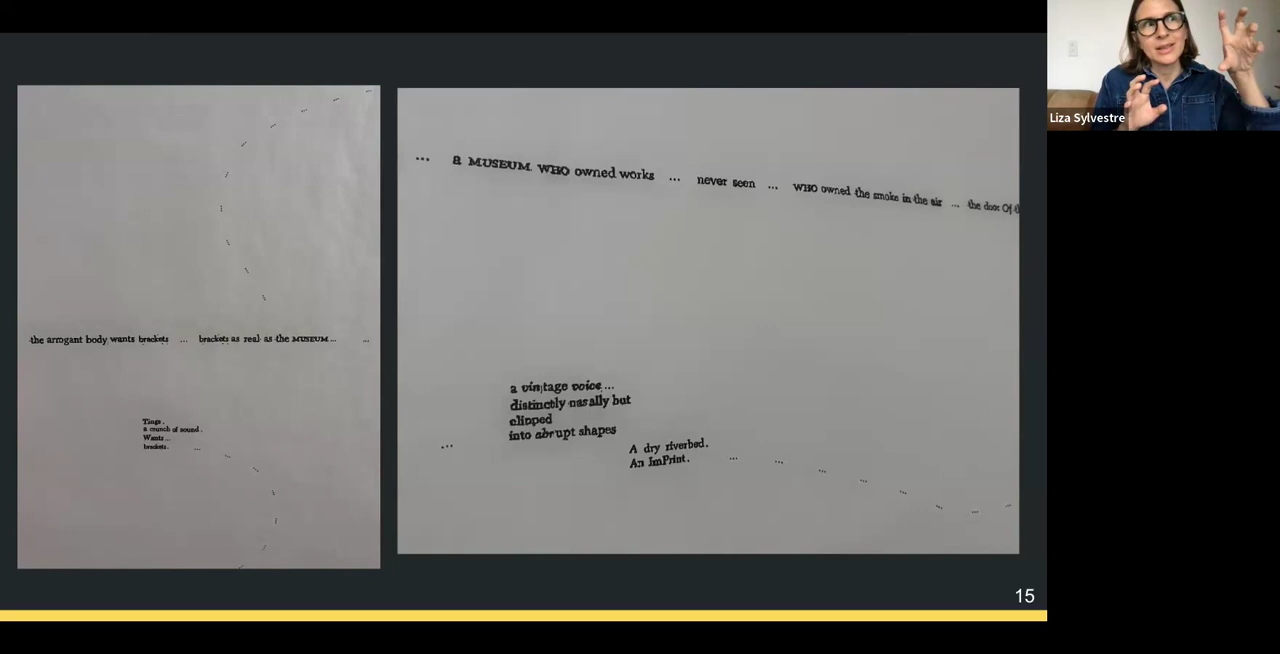 Liza Sylvestre
the arrogant body wants brackets ... brackets as real as the MUSEUM... ...
Tings.
a crunch of sound.
Wants...
brackets. ...
... a MUSEUM WHO owned works ... never seen ... WHO owned the smoke in the air ... the door Of
a vintage voice...
distinctly nasally but
clipped
into abrupt shapes
...
A dry riverbed.
An ImPrint. ...
15